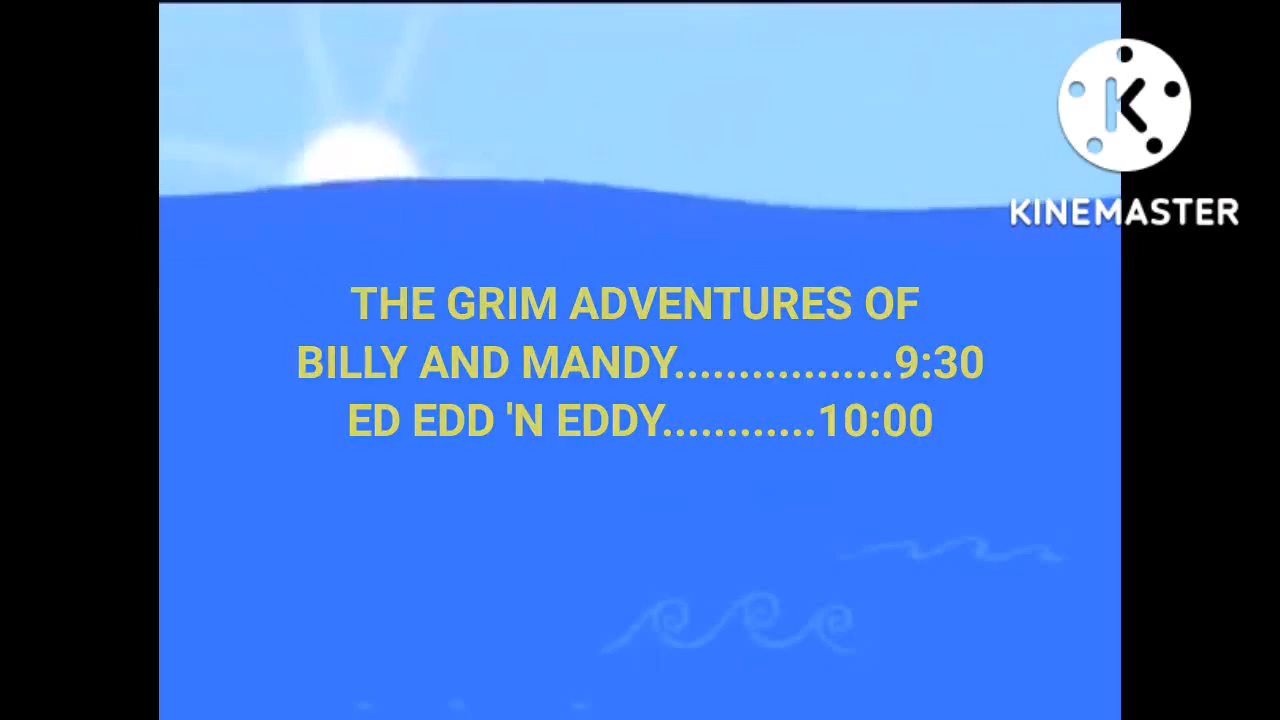 K
KINEMASTER
THE GRIM ADVENTURES OF
BILLY AND MANDY.................9:30
ED EDD 'N EDDY............10:00